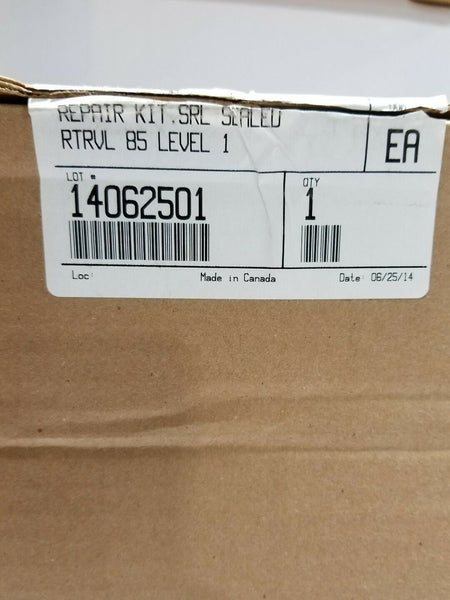 REPAIR KIT.SRL SEALED
RTRVL 85 LEVEL 1
EA
LOT #
14062501
QTY
1
Loc:
Made in Canada
Date: 06/25/14